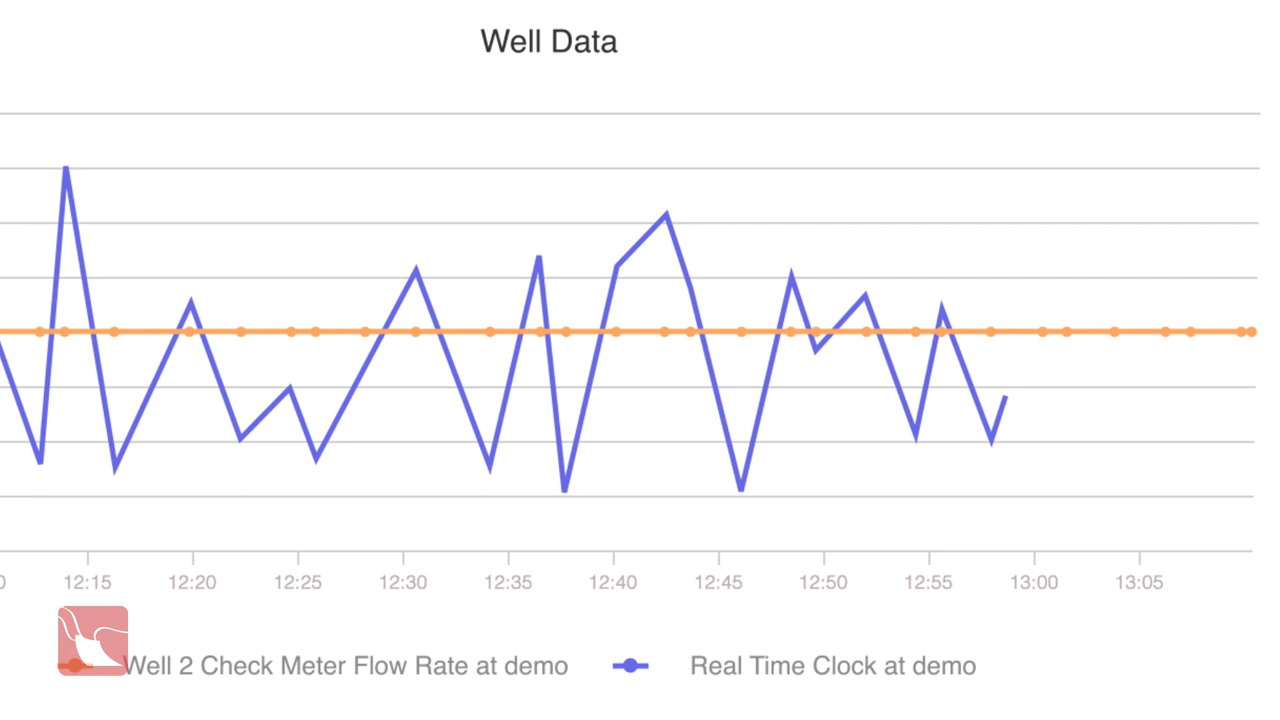 Well Data
0 12:15 12:20 12:25 12:30 12:35 12:40 12:45 12:50 12:55 13:00 13:05
Well 2 Check Meter Flow Rate at demo Real Time Clock at demo